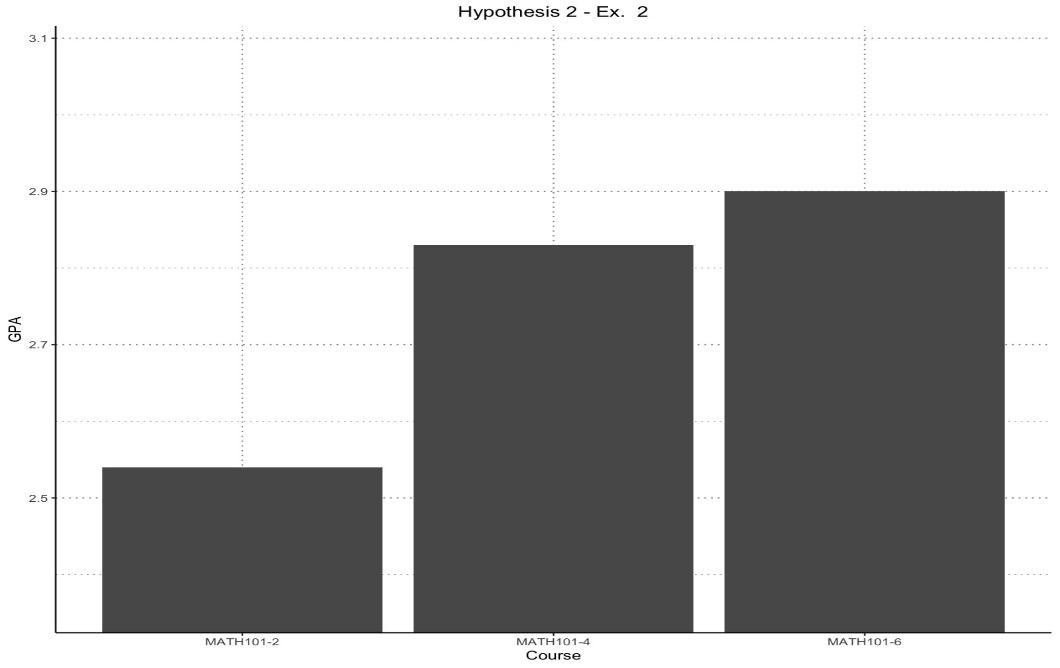 Hypothesis 2 - Ex.  2
3.1
2.9
2.7
2.5
GPA
MATH101-2 MATH101-4 MATH101-6
Course